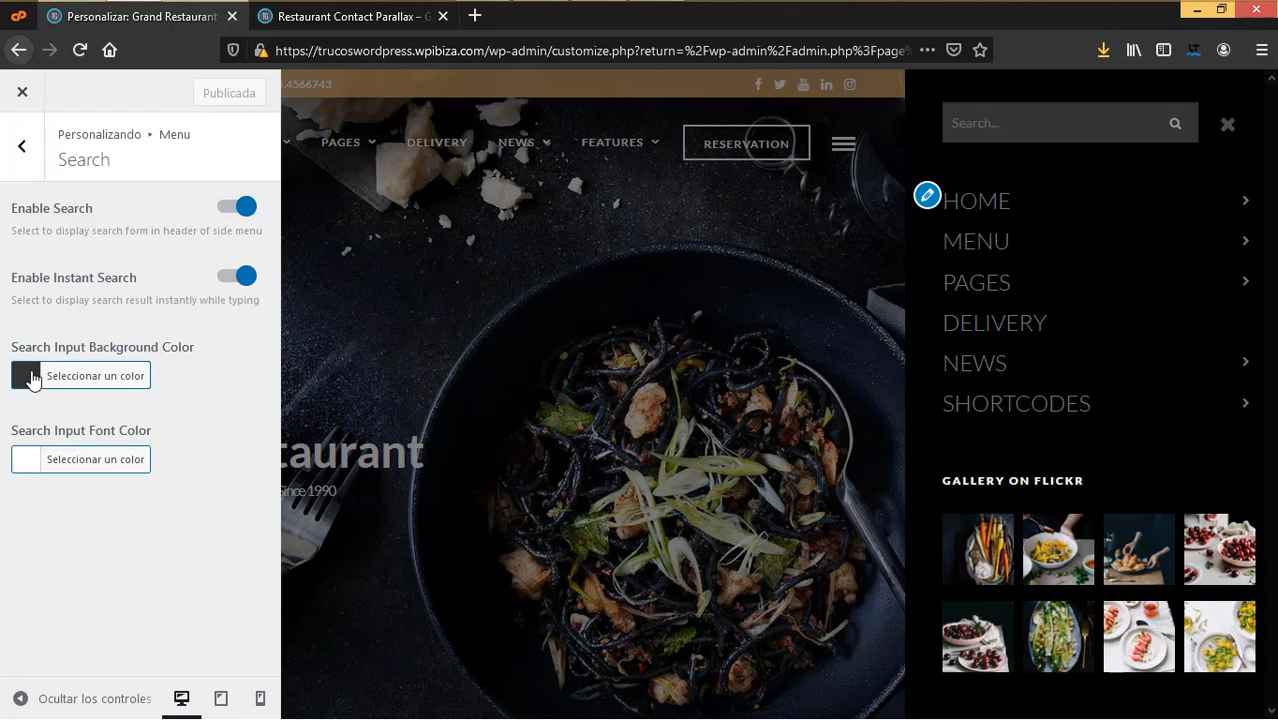 Personalizar: Grand Restaurant
Restaurant Contact Parallax – G
https://trucoswordpress.wpibiza.com/wp-admin/customize.php?return=%2Fwp-admin%2Fadmin.php%3Fpage
LT
Publicada
Personalizando ▸ Menu
Search
Enable Search
Select to display search form in header of side menu
Enable Instant Search
Select to display search result instantly while typing
Search Input Background Color
Seleccionar un color
Search Input Font Color
Seleccionar un color
Ocultar los controles
.4566743
PAGES
DELIVERY
NEWS
FEATURES
RESERVATION
taurant
Since 1990
Search...
HOME
MENU
PAGES
DELIVERY
NEWS
SHORTCODES
GALLERY ON FLICKR